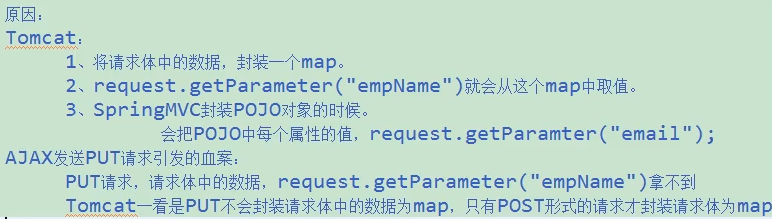 原因：
Tomcat：
1、将请求体中的数据，封装一个map。
2、request.getParameter("empName")就会从这个map中取值。
3、SpringMVC封装POJO对象的时候。
会把POJO中每个属性的值，request.getParamter("email");
AJAX发送PUT请求引发的血案：
PUT请求，请求体中的数据，request.getParameter("empName")拿不到
Tomcat一看是PUT不会封装请求体中的数据为map，只有POST形式的请求才封装请求体为map